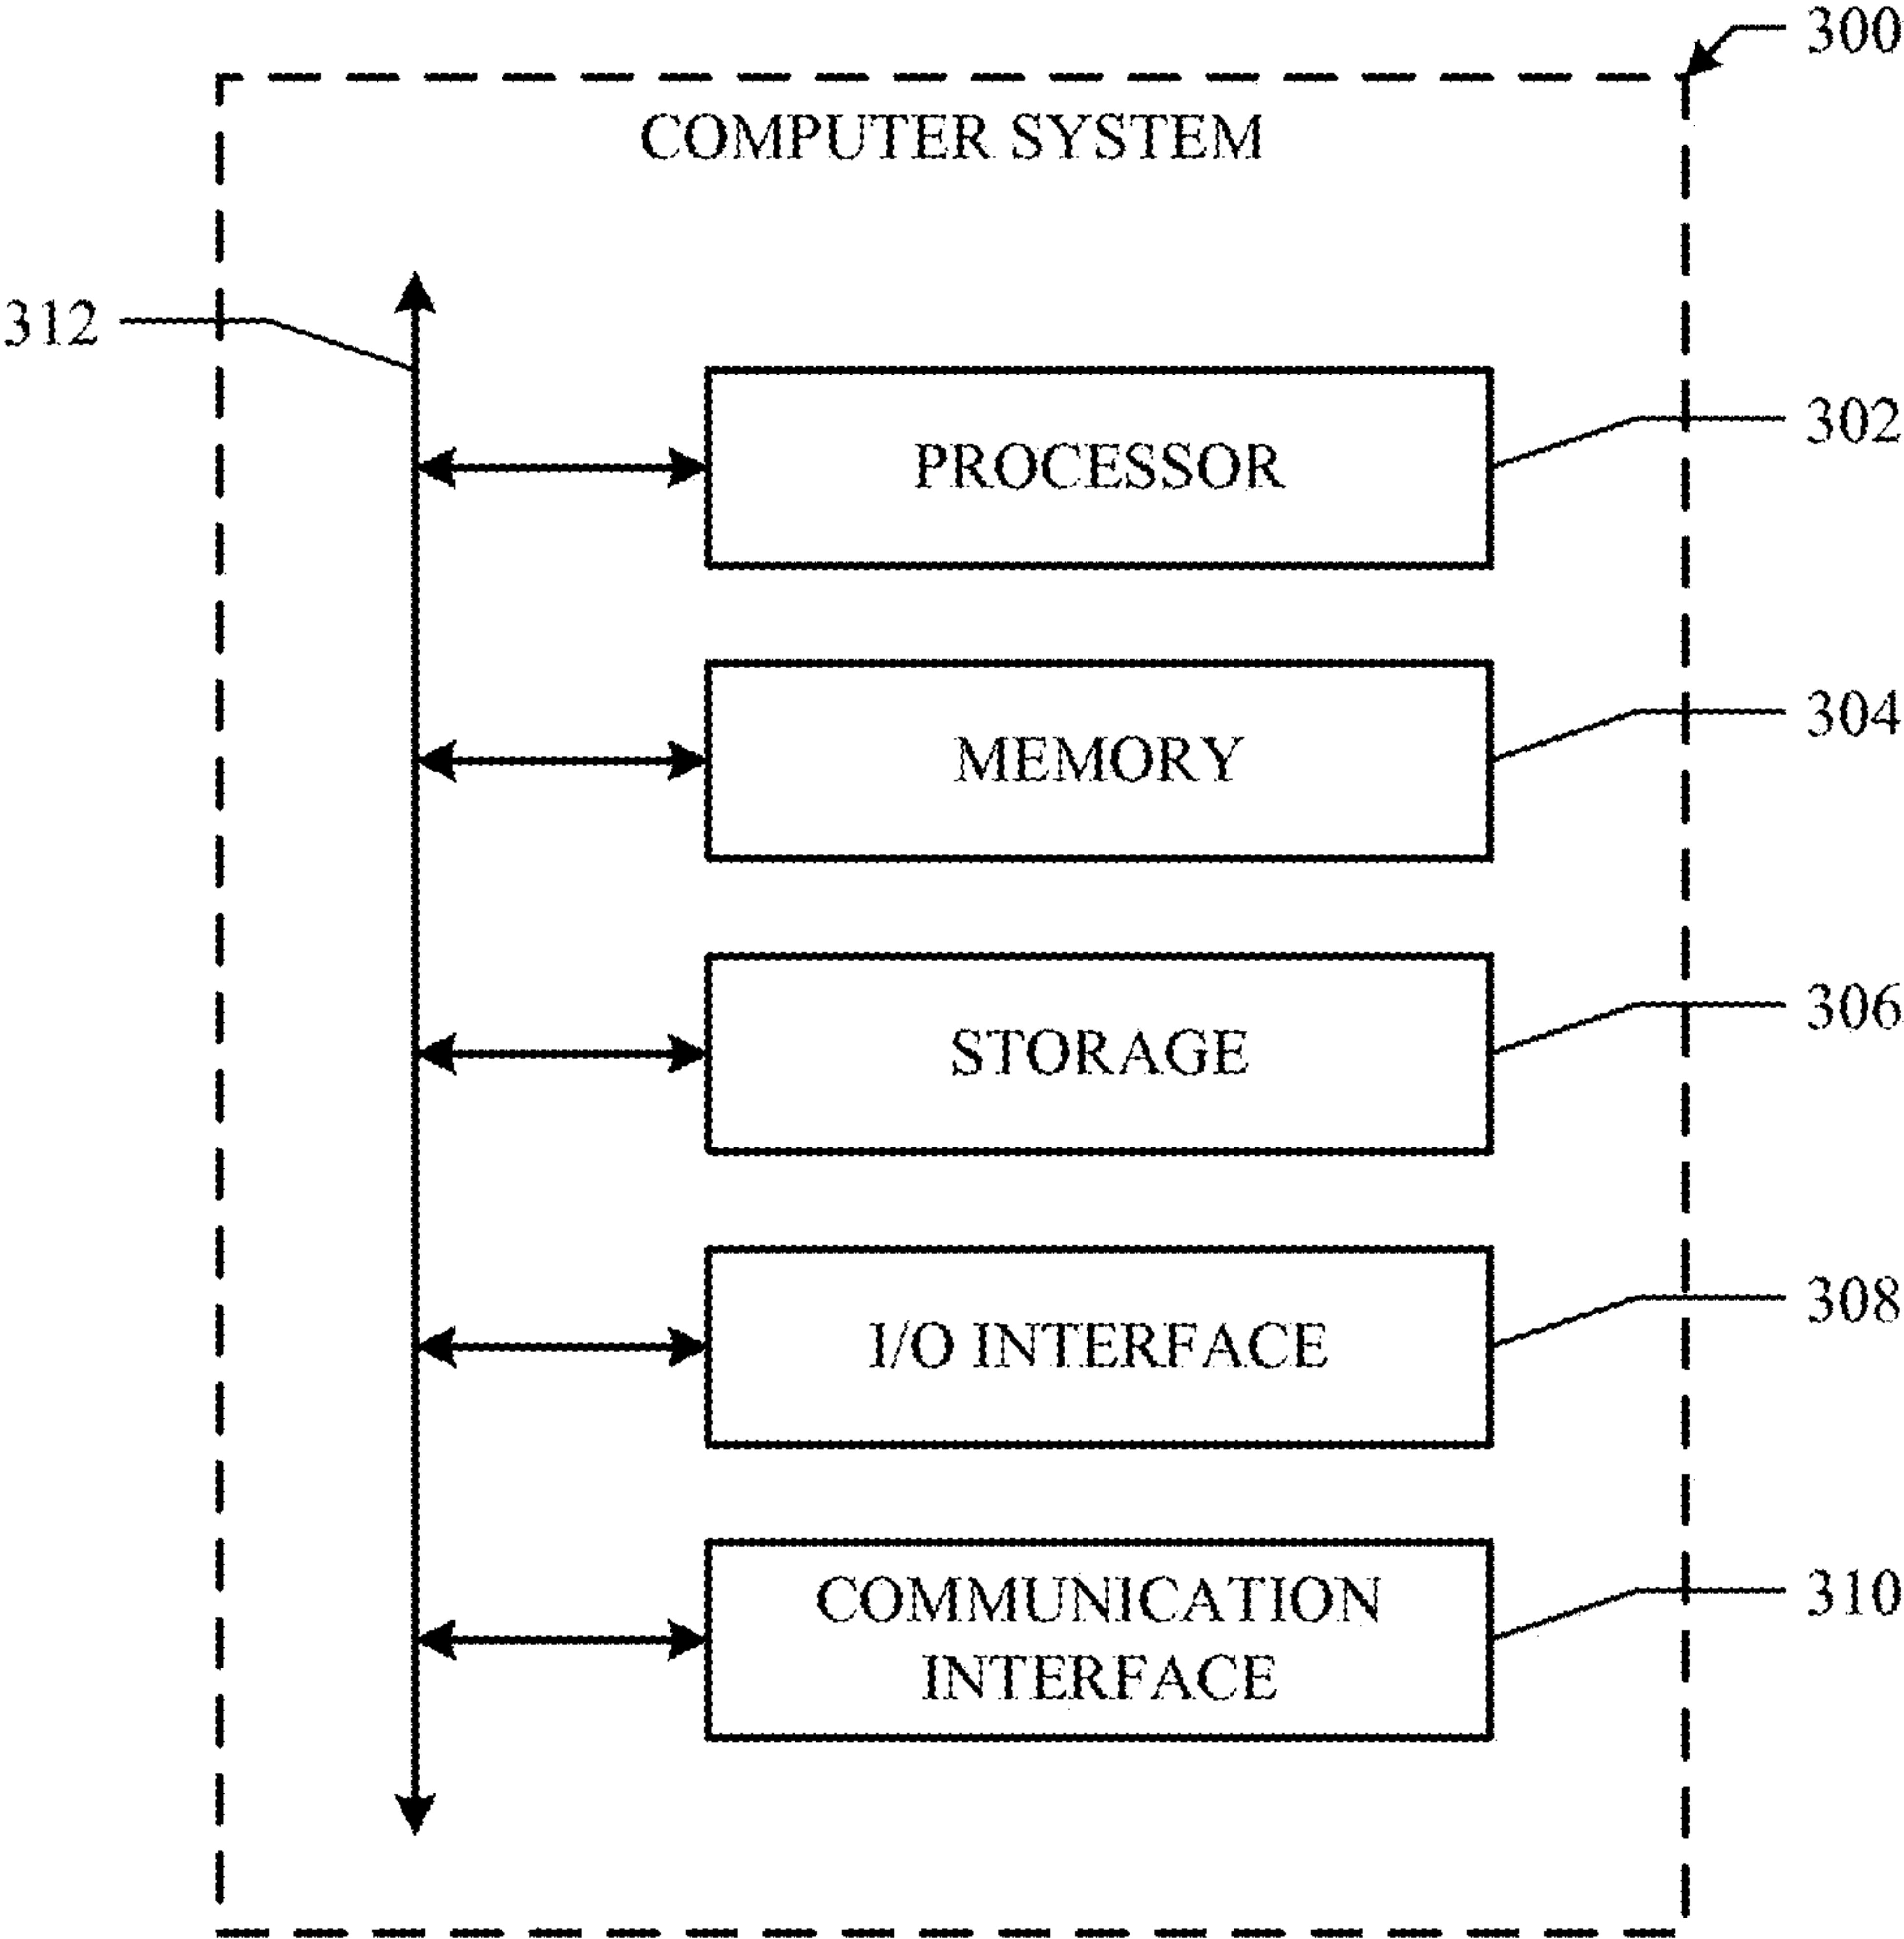 300
COMPUTER SYSTEM
312
PROCESSOR
302
MEMORY
304
STORAGE
306
I/O INTERFACE
308
COMMUNICATION
INTERFACE
310